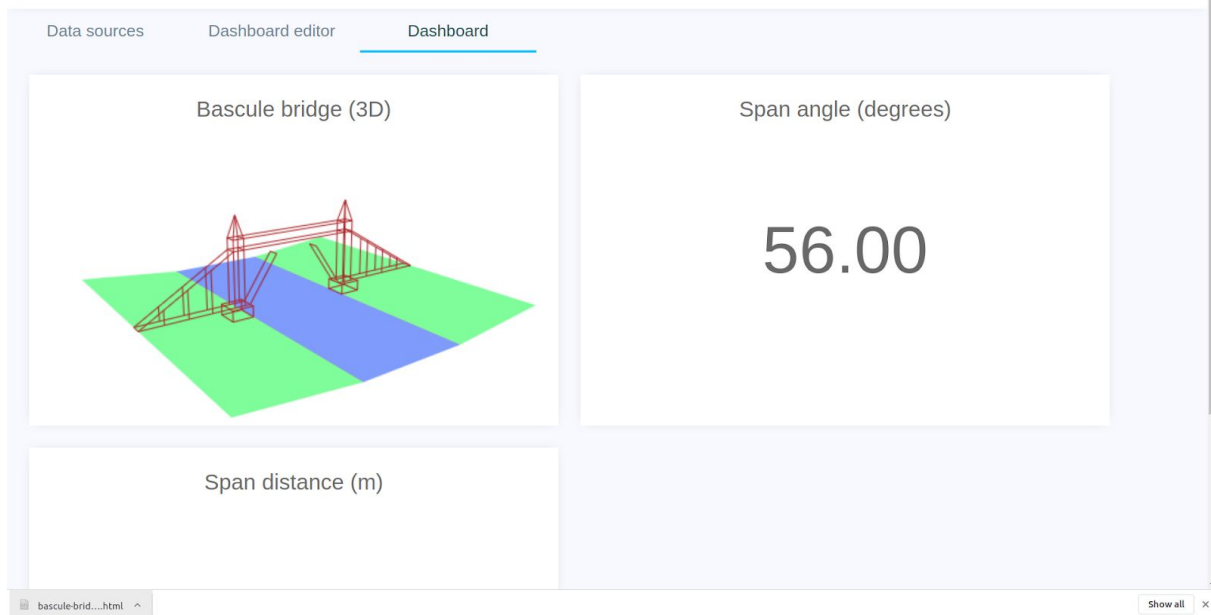 Data sources Dashboard editor Dashboard
Bascule bridge (3D)
Span angle (degrees)
56.00
Span distance (m)
bascule-brid....html
Show all